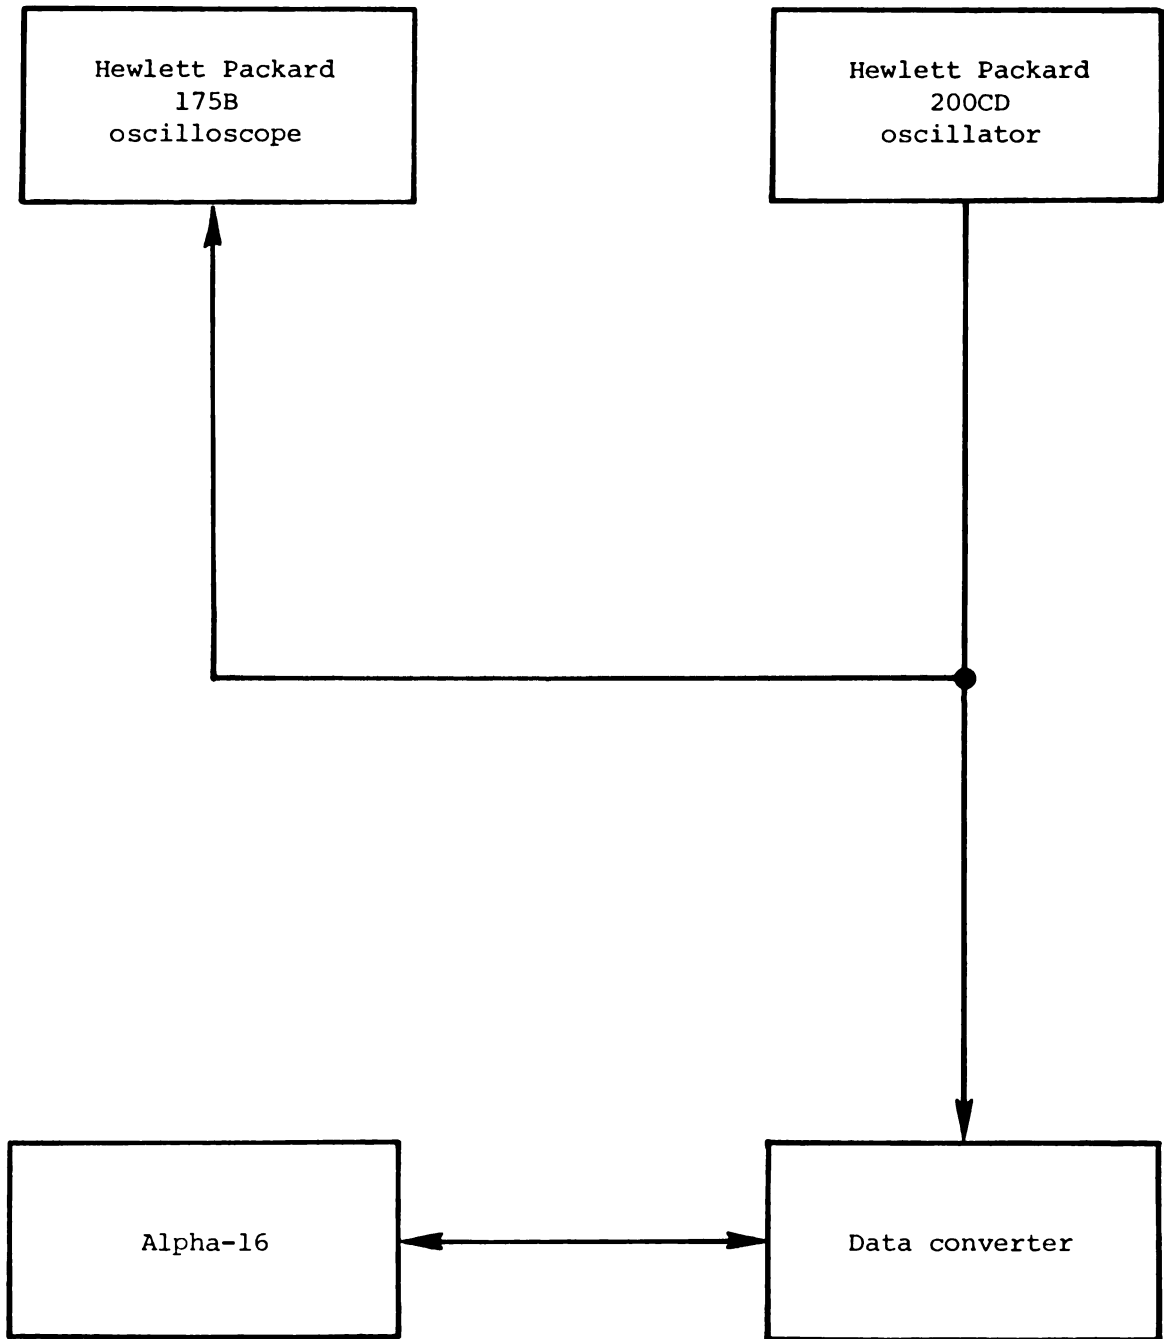 Hewlett Packard
175B
oscilloscope
Hewlett Packard
200CD
oscillator
Alpha-16
Data converter